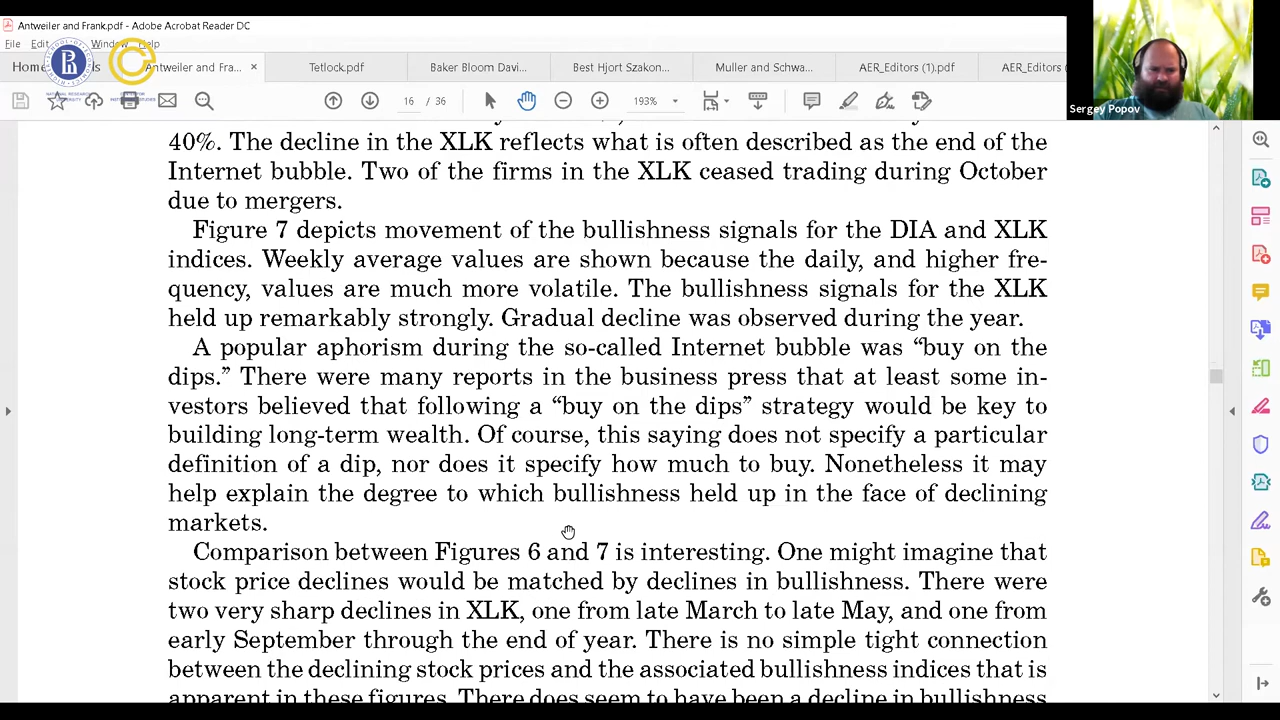 Antweiler and Frank.pdf - Adobe Acrobat Reader DC
File Edit Window Help
Antweiler and Fra... × Tetlock.pdf Baker Bloom Davi... Best Hjort Szakon... Muller and Schwa... AER_Editors (1).pdf AER_Editors
16 / 36 193%
Sergey Popov
40%. The decline in the XLK reflects what is often described as the end of the
Internet bubble. Two of the firms in the XLK ceased trading during October
due to mergers.
Figure 7 depicts movement of the bullishness signals for the DIA and XLK
indices. Weekly average values are shown because the daily, and higher fre-
quency, values are much more volatile. The bullishness signals for the XLK
held up remarkably strongly. Gradual decline was observed during the year.
A popular aphorism during the so-called Internet bubble was “buy on the
dips.” There were many reports in the business press that at least some in-
vestors believed that following a “buy on the dips” strategy would be key to
building long-term wealth. Of course, this saying does not specify a particular
definition of a dip, nor does it specify how much to buy. Nonetheless it may
help explain the degree to which bullishness held up in the face of declining
markets.
Comparison between Figures 6 and 7 is interesting. One might imagine that
stock price declines would be matched by declines in bullishness. There were
two very sharp declines in XLK, one from late March to late May, and one from
early September through the end of year. There is no simple tight connection
between the declining stock prices and the associated bullishness indices that is
apparent in these figures. There does seem to have been a decline in bullishness